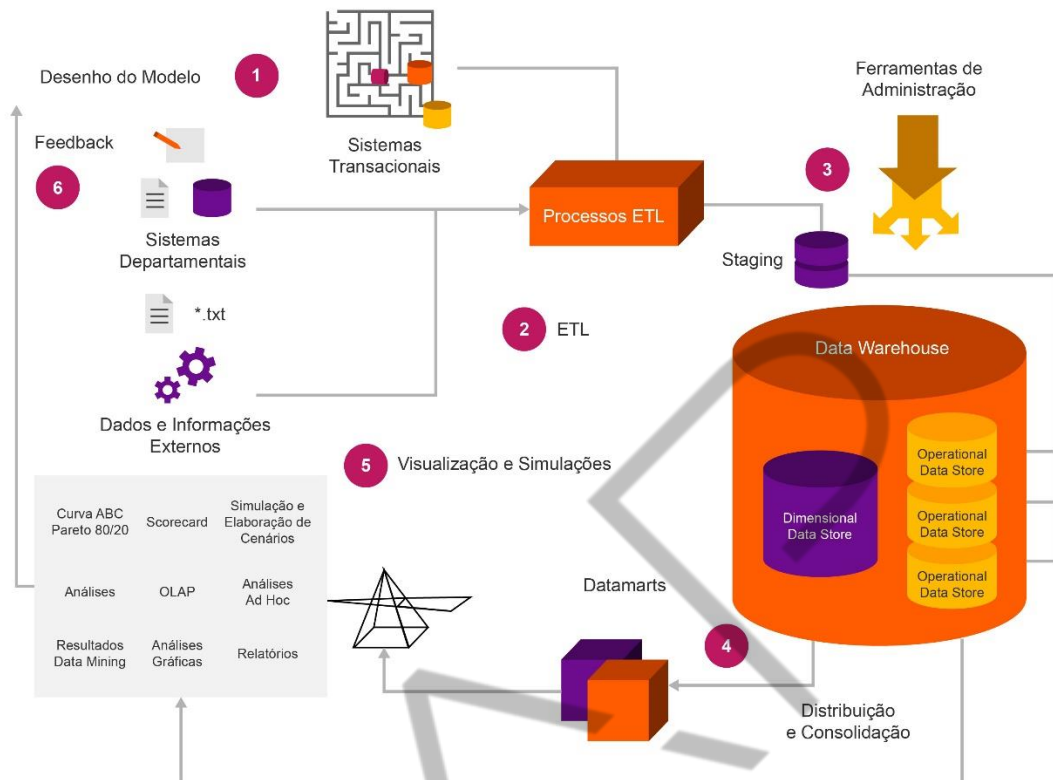 Desenho do Modelo
1
Sistemas
Transacionais
Ferramentas de
Administração
Feedback
6
3
Processos ETL
Sistemas
Departamentais
Staging
*.txt
2
ETL
Data Warehouse
Dados e Informações
Externos
5
Visualização e Simulações
Operational
Data Store
Dimensional
Data Store
Operational
Data Store
Operational
Data Store
Curva ABC
Pareto 80/20
Scorecard
Simulação e
Elaboração de
Cenários
Análises
OLAP
Análises
Ad Hoc
Resultados
Data Mining
Análises
Gráficas
Relatórios
Datamarts
4
Distribuição
e Consolidação